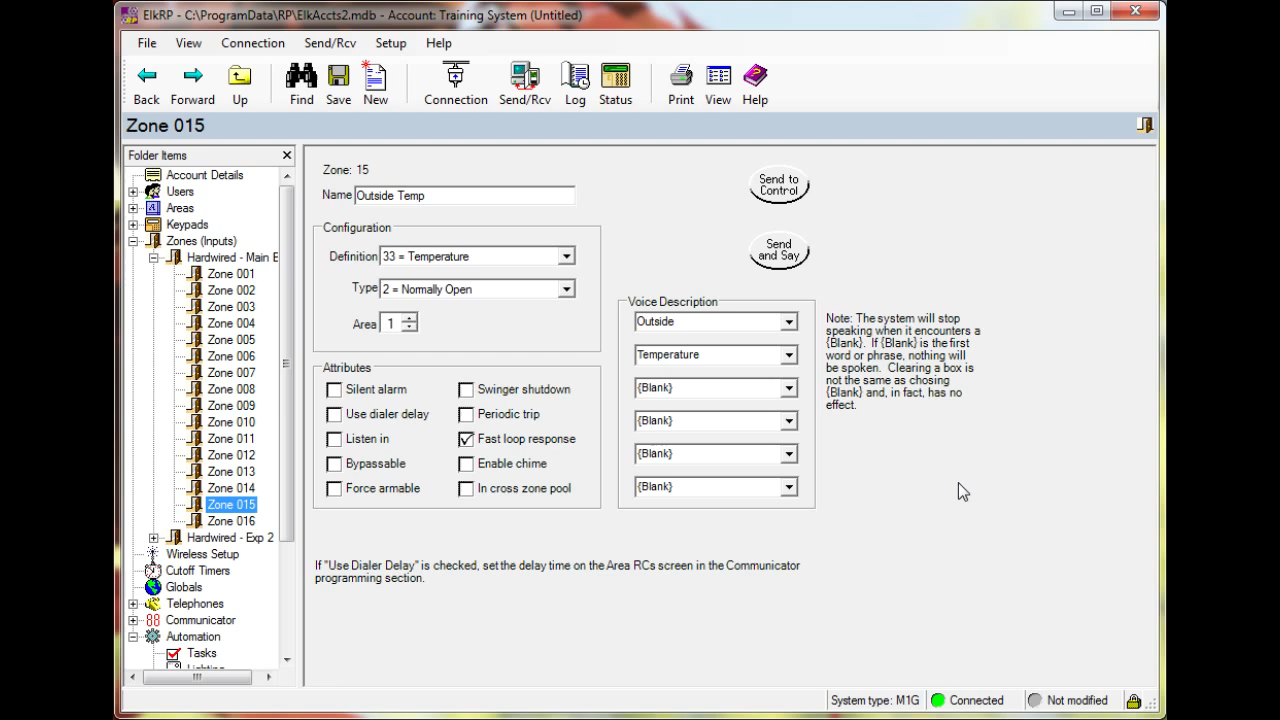 ElkRP - C:\ProgramData\RP\ElkAccts2.mdb - Account: Training System (Untitled)
File View Connection Send/Rcv Setup Help
Back Forward Up Find Save New Connection Send/Rcv Log Status Print View Help
Zone 015
Folder Items
Account Details
Users
Areas
Keypads
Zones (Inputs)
Hardwired - Main E
Zone 001
Zone 002
Zone 003
Zone 004
Zone 005
Zone 006
Zone 007
Zone 008
Zone 009
Zone 010
Zone 011
Zone 012
Zone 013
Zone 014
Zone 015
Zone 016
Hardwired - Exp 2
Wireless Setup
Cutoff Timers
Globals
Telephones
88 Communicator
Automation
Tasks
Zone: 15
Name Outside Temp
Configuration
Definition 33 = Temperature
Type 2 = Normally Open
Area 1
Attributes
Silent alarm Swinger shutdown
Use dialer delay Periodic trip
Listen in Fast loop response
Bypassable Enable chime
Force armable In cross zone pool
Send to
Control
Send
and Say
Voice Description
Outside
Temperature
{Blank}
{Blank}
{Blank}
{Blank}
Note: The system will stop
speaking when it encounters a
{Blank}. If {Blank} is the first
word or phrase, nothing will
be spoken. Clearing a box is
not the same as chosing
{Blank} and, in fact, has no
effect.
If "Use Dialer Delay" is checked, set the delay time on the Area RCs screen in the Communicator
programming section.
System type: M1G Connected Not modified